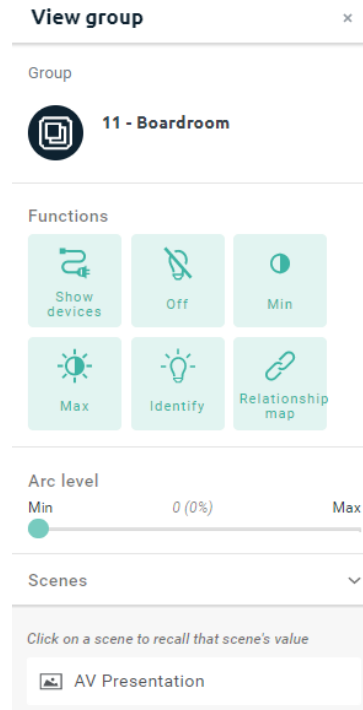 View group
×
Group
11 - Boardroom
Functions
Show
devices
Off
Min
Max
Identify
Relationship
map
Arc level
Min 0 (0%) Max
Scenes
Click on a scene to recall that scene's value
AV Presentation